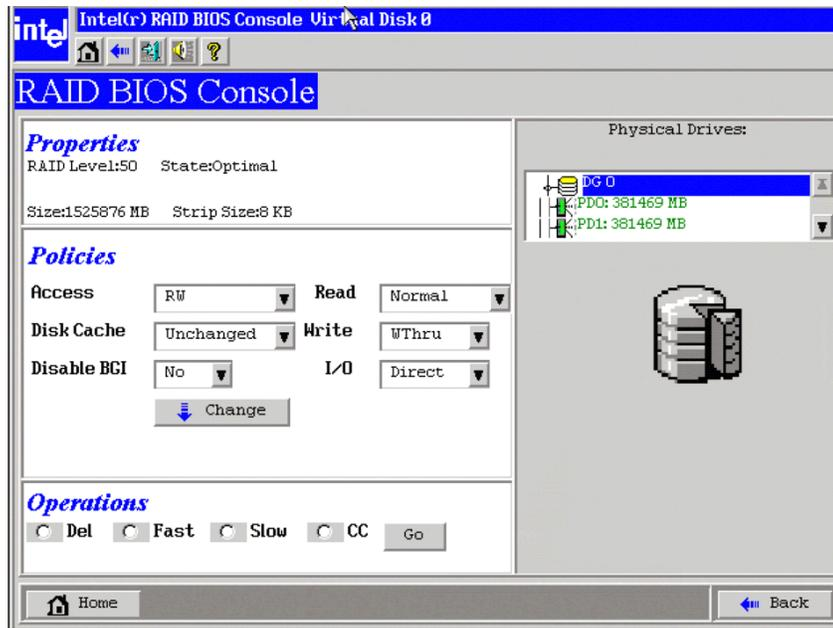 intel
Intel(r) RAID BIOS Console Virtual Disk 0
?
RAID BIOS Console
Properties
RAID Level:50 State:Optimal
Size:1525876 MB Strip Size:8 KB
Policies
Access RW Read Normal
Disk Cache Unchanged Write WThru
Disable BGI No I/O Direct
Change
Operations
Del Fast Slow CC Go
Physical Drives:
DG 0
PD0: 381469 MB
PD1: 381469 MB
Home
Back